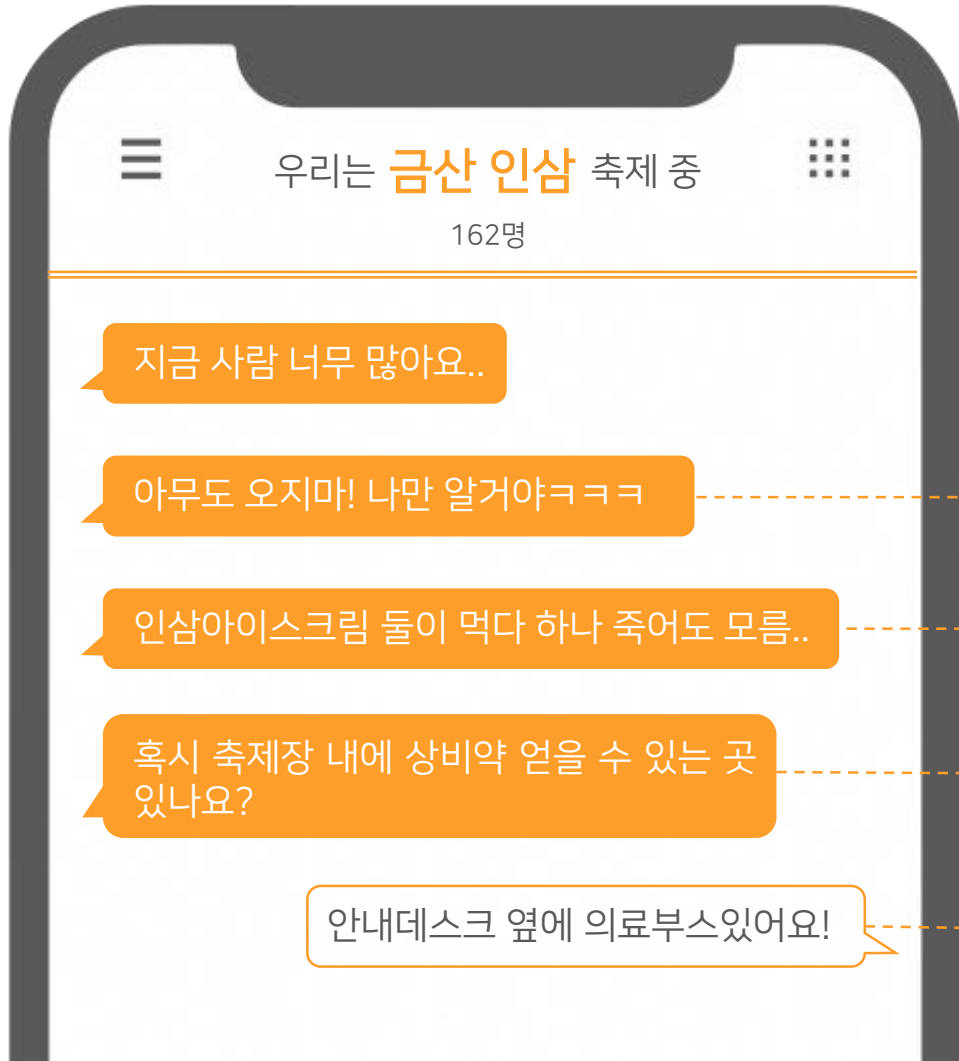 우리는 금산 인삼 축제 중
162명
지금 사람 너무 많아요..
아무도 오지마! 나만 알거야ㅋㅋㅋ
인삼아이스크림 둘이 먹다 하나 죽어도 모름..
혹시 축제장 내에 상비약 얻을 수 있는 곳
있나요?
안내데스크 옆에 의료부스있어요!